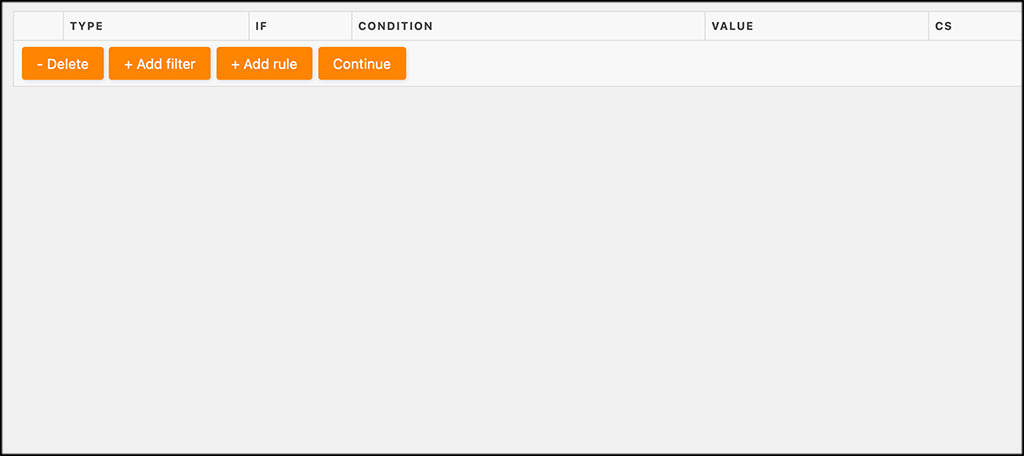 TYPE IF CONDITION VALUE CS
- Delete + Add filter + Add rule Continue